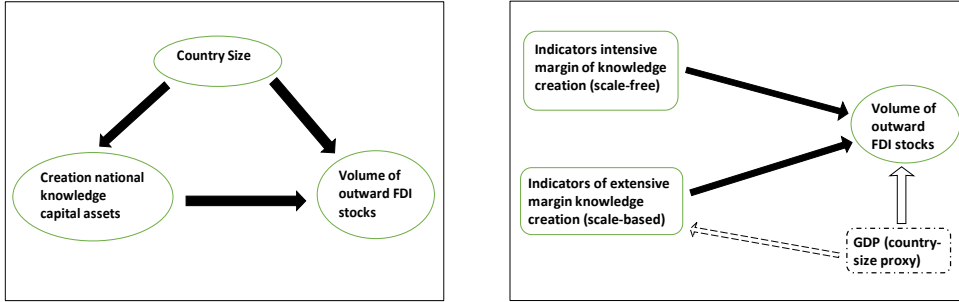 Country Size
Creation national
knowledge
capital assets
Volume of
outward FDI
stocks
Indicators intensive
margin of knowledge
creation (scale-free)
Volume of
outward
FDI stocks
Indicators of extensive
margin knowledge
creation (scale-based)
GDP (country-
size proxy)